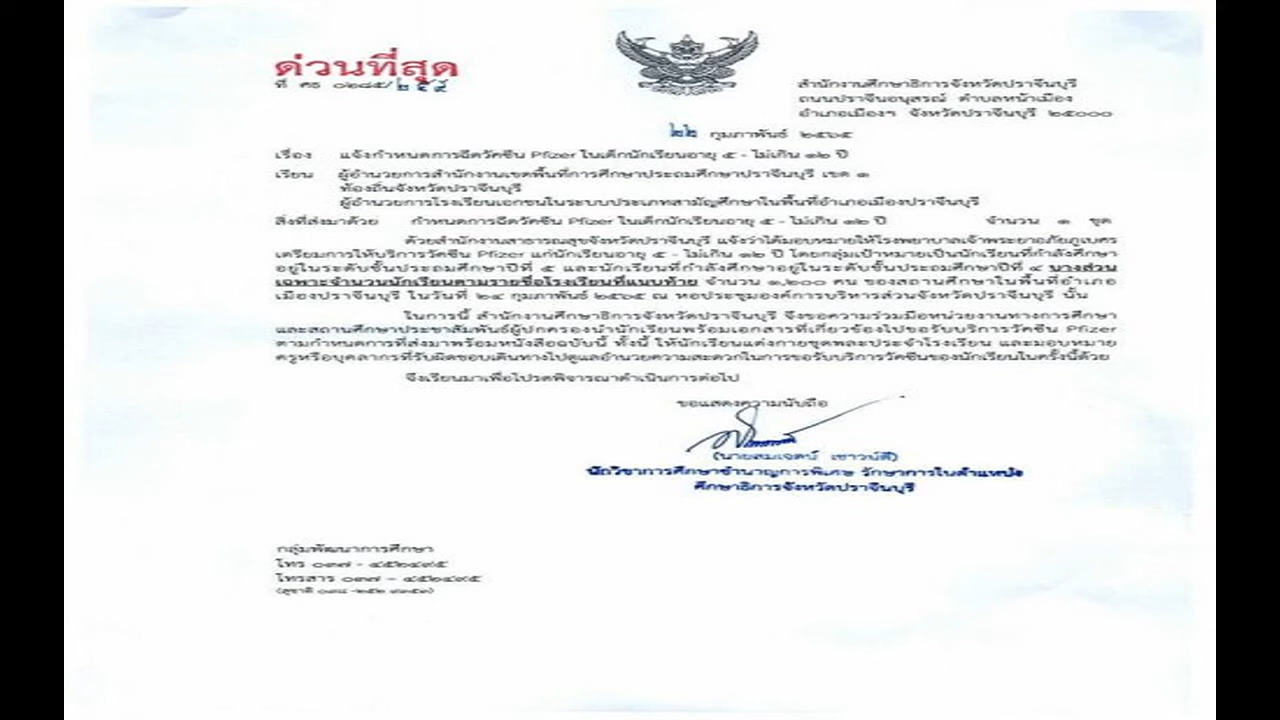 ด่วนที่สุด
ที่ ศธ ๐๒๘๕/๒๕๙
สำนักงานศึกษาธิการจังหวัดปราจีนบุรี
ถนนปราจีนอนุสรณ์ ตำบลหน้าเมือง
อำเภอเมืองฯ จังหวัดปราจีนบุรี ๒๕๐๐๐
๒๒ กุมภาพันธ์ ๒๕๖๕
เรื่อง แจ้งกำหนดการฉีดวัคซีน Pfizer ในเด็กนักเรียนอายุ ๕ - ไม่เกิน ๑๒ ปี
เรียน ผู้อำนวยการสำนักงานเขตพื้นที่การศึกษาประถมศึกษาปราจีนบุรี เขต ๑
ท้องถิ่นจังหวัดปราจีนบุรี
ผู้อำนวยการโรงเรียนเอกชนในระบบประเภทสามัญศึกษาในพื้นที่อำเภอเมืองปราจีนบุรี
สิ่งที่ส่งมาด้วย กำหนดการฉีดวัคซีน Pfizer ในเด็กนักเรียนอายุ ๕ - ไม่เกิน ๑๒ ปี จำนวน ๑ ชุด
ด้วยสำนักงานสาธารณสุขจังหวัดปราจีนบุรี แจ้งว่าได้มอบหมายให้โรงพยาบาลเจ้าพระยาอภัยภูเบศร
เตรียมการให้บริการวัคซีน Pfizer แก่นักเรียนอายุ ๕ - ไม่เกิน ๑๒ ปี โดยกลุ่มเป้าหมายเป็นนักเรียนที่กำลังศึกษา
อยู่ในระดับชั้นประถมศึกษาปีที่ ๕ และนักเรียนที่กำลังศึกษาอยู่ในระดับชั้นประถมศึกษาปีที่ ๔ บางส่วน
เฉพาะจำนวนนักเรียนตามรายชื่อโรงเรียนที่แนบท้าย จำนวน ๑,๒๐๐ คน ของสถานศึกษาในพื้นที่อำเภอ
เมืองปราจีนบุรี ในวันที่ ๒๔ กุมภาพันธ์ ๒๕๖๕ ณ หอประชุมองค์การบริหารส่วนจังหวัดปราจีนบุรี นั้น
ในการนี้ สำนักงานศึกษาธิการจังหวัดปราจีนบุรี จึงขอความร่วมมือหน่วยงานทางการศึกษา
และสถานศึกษาประชาสัมพันธ์ผู้ปกครองนำนักเรียนพร้อมเอกสารที่เกี่ยวข้องไปขอรับบริการวัคซีน Pfizer
ตามกำหนดการที่ส่งมาพร้อมหนังสือฉบับนี้ ทั้งนี้ ให้นักเรียนแต่งกายชุดพละประจำโรงเรียน และมอบหมาย
ครูหรือบุคลากรที่รับผิดชอบเดินทางไปดูแลอำนวยความสะดวกในการขอรับบริการวัคซีนของนักเรียนในครั้งนี้ด้วย
จึงเรียนมาเพื่อโปรดพิจารณาดำเนินการต่อไป
ขอแสดงความนับถือ
(นายสมเจตน์ เชาวน์ดี)
นักวิชาการศึกษาชำนาญการพิเศษ รักษาการในตำแหน่ง
ศึกษาธิการจังหวัดปราจีนบุรี
กลุ่มพัฒนาการศึกษา
โทร ๐๓๗ - ๔๕๒๔๙๕
โทรสาร ๐๓๗ – ๔๕๒๔๙๕